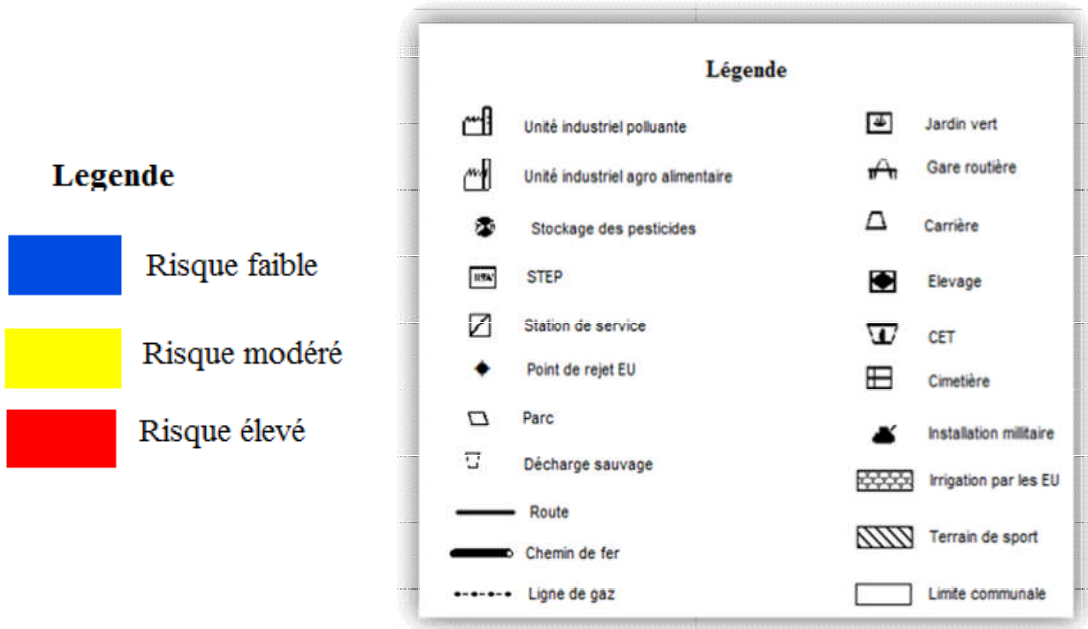 Legende
Risque faible
Risque modéré
Risque élevé
Légende
Unité industriel polluante
Unité industriel agro alimentaire
Stockage des pesticides
STEP
Station de service
Point de rejet EU
Parc
Décharge sauvage
Route
Chemin de fer
Ligne de gaz
Jardin vert
Gare routière
Carrière
Elevage
CET
Cimetière
Installation militaire
Irrigation par les EU
Terrain de sport
Limite communale